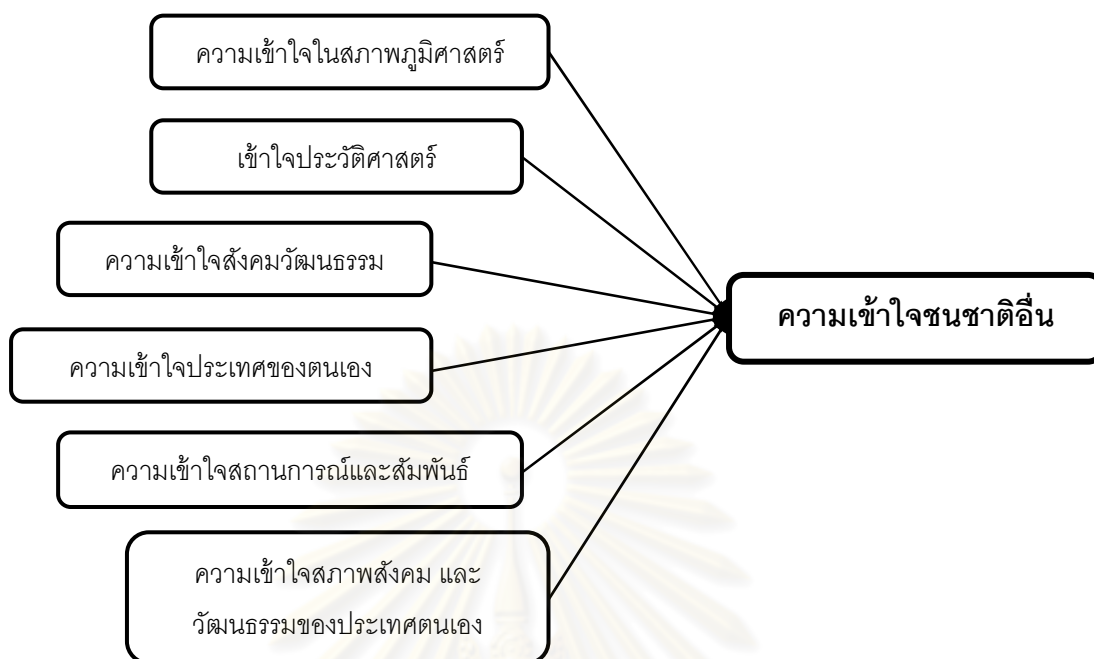 ความเข้าใจในสภาพภูมิศาสตร์
เข้าใจประวัติศาสตร์
ความเข้าใจสังคมวัฒนธรรม
ความเข้าใจชนชาติอื่น
ความเข้าใจประเทศของตนเอง
ความเข้าใจสถานการณ์และสัมพันธ์
ความเข้าใจสภาพสังคม และ
วัฒนธรรมของประเทศตนเอง